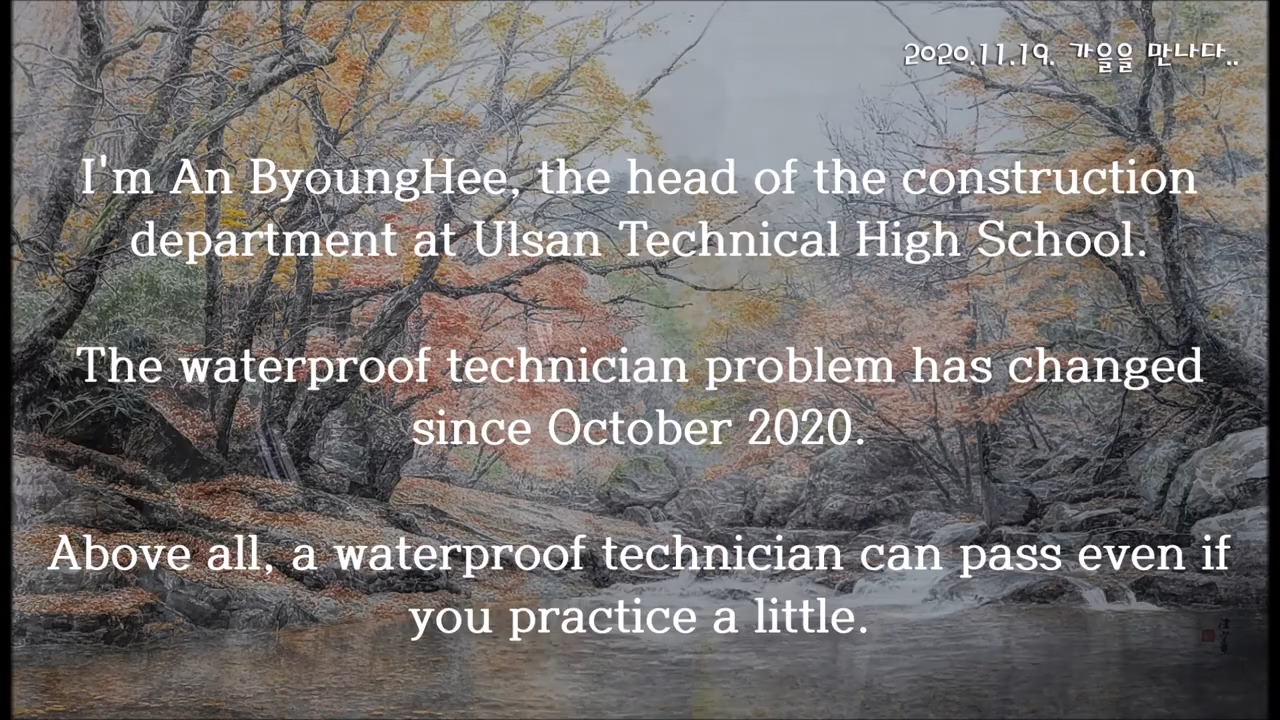 2020.11.19. 가을을 만나다..
I'm An ByoungHee, the head of the construction
department at Ulsan Technical High School.
The waterproof technician problem has changed
since October 2020.
Above all, a waterproof technician can pass even if
you practice a little.